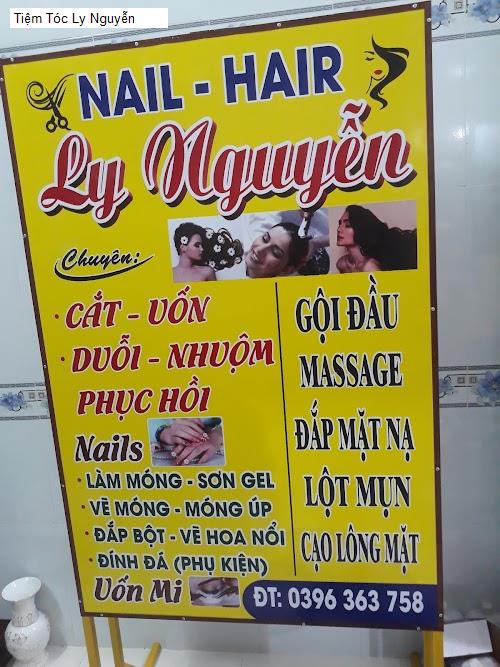 Tiệm Tóc Ly Nguyễn
NAIL - HAIR
Ly Nguyễn
Chuyên:
· CẮT - UỐN
· DUỖI - NHUỘM
PHỤC HỒI
Nails
· LÀM MÓNG - SƠN GEL
· VẼ MÓNG - MÓNG ÚP
· ĐẮP BỘT - VẼ HOA NỔI
· ĐÍNH ĐÁ (PHỤ KIỆN)
Uốn Mi
GỘI ĐẦU
MASSAGE
ĐẮP MẶT NẠ
LỘT MỤN
CẠO LÔNG MẶT
ĐT: 0396 363 758